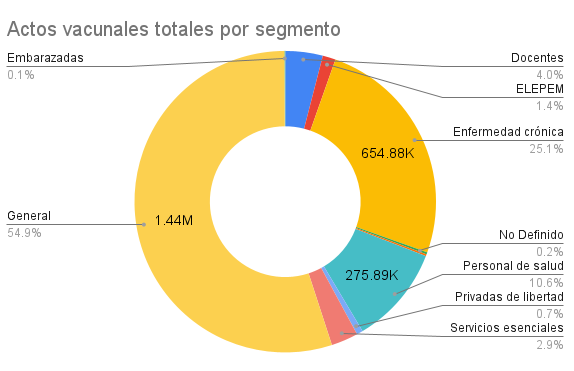 Actos vacunales totales por segmento
Embarazadas
0.1%
Docentes
4.0%
ELEPEM
1.4%
Enfermedad crónica
25.1%
654.88K
General
54.9%
1.44M
No Definido
0.2%
Personal de salud
10.6%
275.89K
Privadas de libertad
0.7%
Servicios esenciales
2.9%